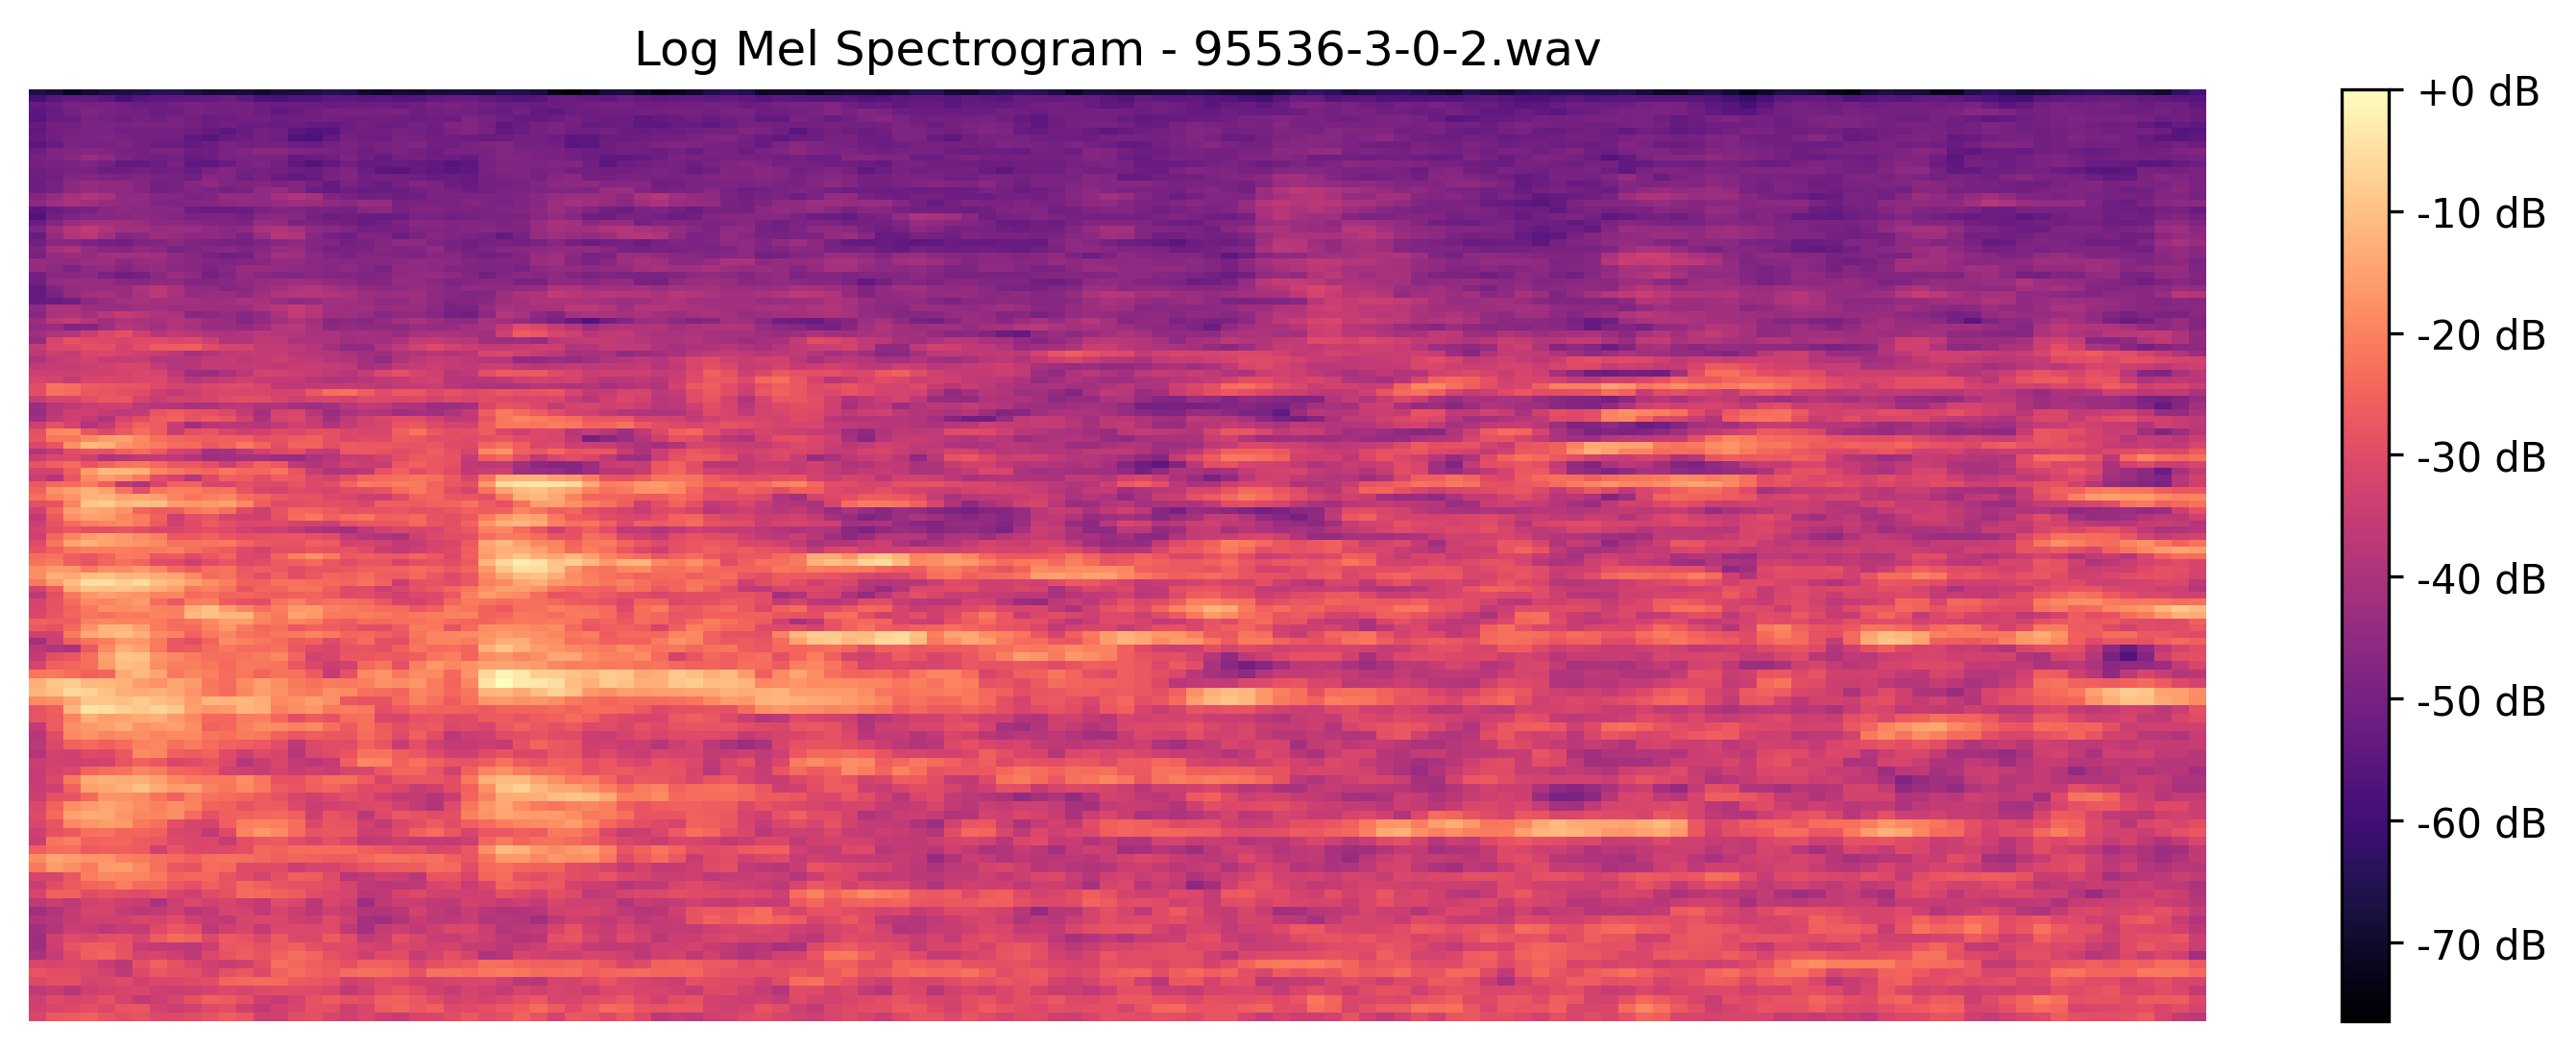 Log Mel Spectrogram - 95536-3-0-2.wav
+0 dB
-10 dB
-20 dB
-30 dB
-40 dB
-50 dB
-60 dB
-70 dB